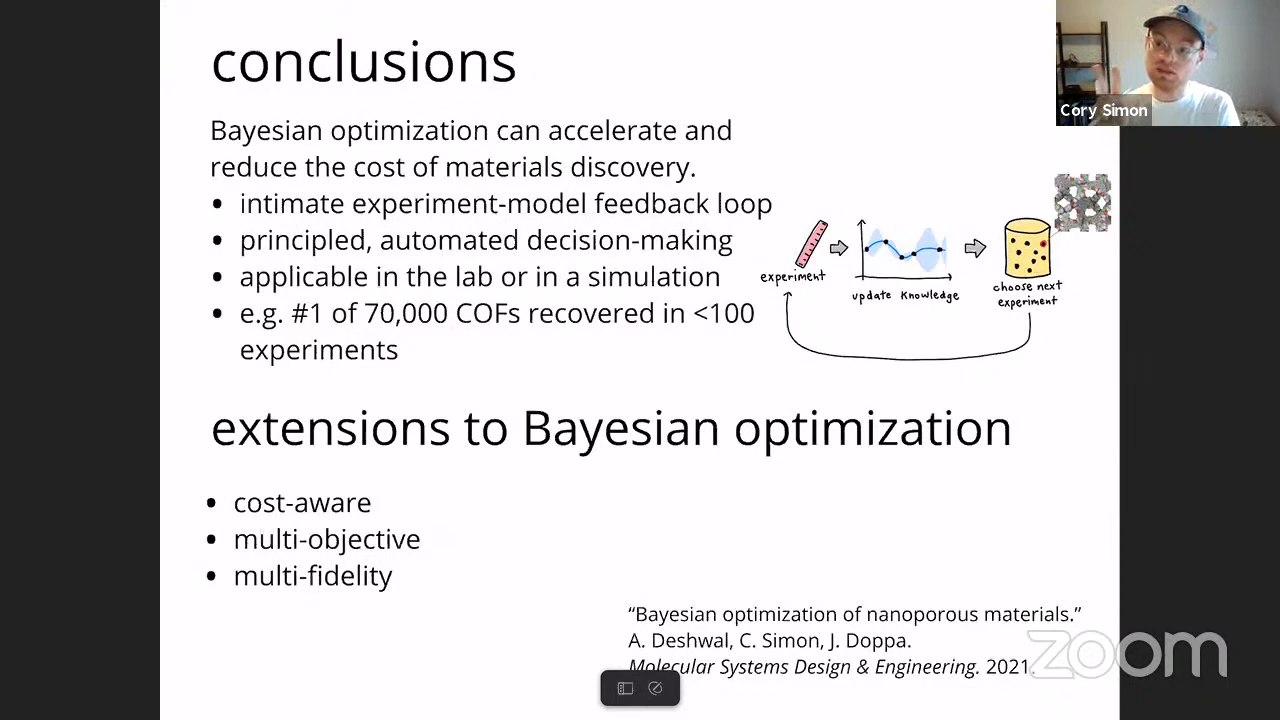 conclusions
Cory Simon
Bayesian optimization can accelerate and
reduce the cost of materials discovery.
• intimate experiment-model feedback loop
• principled, automated decision-making
• applicable in the lab or in a simulation
• e.g. #1 of 70,000 COFs recovered in <100
experiments
experiment
update knowledge
choose next
experiment
extensions to Bayesian optimization
• cost-aware
• multi-objective
• multi-fidelity
“Bayesian optimization of nanoporous materials.”
A. Deshwal, C. Simon, J. Doppa.
Molecular Systems Design & Engineering. 2021.
zoom